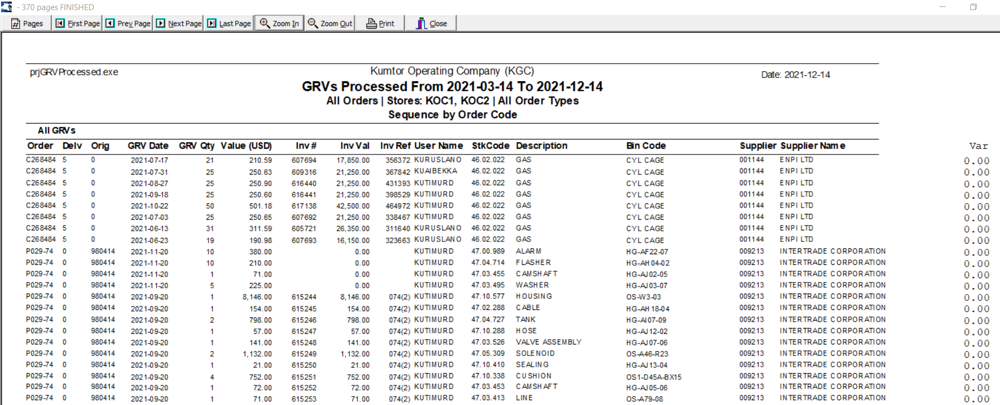 - 370 pages FINISHED
Pages First Page Prev Page Next Page Last Page Zoom In Zoom Out Print Close
prjGRVProcessed.exe Kumtor Operating Company (KGC) Date: 2021-12-14
GRVs Processed From 2021-03-14 To 2021-12-14
All Orders | Stores: KOC1, KOC2 | All Order Types
Sequence by Order Code
All GRVs
Order Delv Orig GRV Date GRV Qty Value (USD) Inv # Inv Val Inv Ref User Name StkCode Description Bin Code Supplier Supplier Name Var
C268484 5 0 2021-07-17 21 210.59 607694 17,850.00 356372 KURUSLANO 46.02.022 GAS CYL CAGE 001144 ENPI LTD 0.00
C268484 5 0 2021-07-31 25 250.63 609316 21,250.00 367842 KUAIBEKKA 46.02.022 GAS CYL CAGE 001144 ENPI LTD 0.00
C268484 5 0 2021-08-27 25 250.90 616440 21,250.00 431393 KUTIMURD 46.02.022 GAS CYL CAGE 001144 ENPI LTD 0.00
C268484 5 0 2021-09-18 25 250.60 616441 21,250.00 398529 KUTIMURD 46.02.022 GAS CYL CAGE 001144 ENPI LTD 0.00
C268484 5 0 2021-10-22 50 501.18 617138 42,500.00 464972 KUTIMURD 46.02.022 GAS CYL CAGE 001144 ENPI LTD 0.00
C268484 5 0 2021-07-03 25 250.65 607692 21,250.00 338467 KUTIMURD 46.02.022 GAS CYL CAGE 001144 ENPI LTD 0.00
C268484 5 0 2021-06-13 31 311.59 605721 26,350.00 311640 KURUSLANO 46.02.022 GAS CYL CAGE 001144 ENPI LTD 0.00
C268484 5 0 2021-06-23 19 190.98 607693 16,150.00 323663 KURUSLANO 46.02.022 GAS CYL CAGE 001144 ENPI LTD 0.00
P029-74 0 980414 2021-11-20 10 380.00 0.00 KUTIMURD 47.00.989 ALARM HG-AF22-07 009213 INTERTRADE CORPORATION 0.00
P029-74 0 980414 2021-11-20 10 210.00 0.00 KUTIMURD 47.04.714 FLASHER HG-AH04-02 009213 INTERTRADE CORPORATION 0.00
P029-74 0 980414 2021-11-20 1 71.00 0.00 KUTIMURD 47.03.455 CAMSHAFT HG-AJ02-05 009213 INTERTRADE CORPORATION 0.00
P029-74 0 980414 2021-11-20 5 225.00 0.00 KUTIMURD 47.03.495 WASHER HG-AJ03-07 009213 INTERTRADE CORPORATION 0.00
P029-74 0 980414 2021-09-20 1 8,146.00 615244 8,146.00 074(2) KUTIMURD 47.10.577 HOUSING OS-W3-03 009213 INTERTRADE CORPORATION 0.00
P029-74 0 980414 2021-09-20 1 154.00 615245 154.00 074(2) KUTIMURD 47.02.288 CABLE HG-AH18-04 009213 INTERTRADE CORPORATION 0.00
P029-74 0 980414 2021-09-20 2 798.00 615246 798.00 074(2) KUTIMURD 47.04.727 TANK HG-AI07-09 009213 INTERTRADE CORPORATION 0.00
P029-74 0 980414 2021-09-20 1 57.00 615247 57.00 074(2) KUTIMURD 47.10.288 HOSE HG-AJ12-02 009213 INTERTRADE CORPORATION 0.00
P029-74 0 980414 2021-09-20 1 141.00 615248 141.00 074(2) KUTIMURD 47.03.526 VALVE ASSEMBLY HG-AJ07-06 009213 INTERTRADE CORPORATION 0.00
P029-74 0 980414 2021-09-20 2 1,132.00 615249 1,132.00 074(2) KUTIMURD 47.05.309 SOLENOID OS-A46-R23 009213 INTERTRADE CORPORATION 0.00
P029-74 0 980414 2021-09-20 1 21.00 615250 21.00 074(2) KUTIMURD 47.10.410 SEALING HG-AJ13-04 009213 INTERTRADE CORPORATION 0.00
P029-74 0 980414 2021-09-20 4 752.00 615251 752.00 074(2) KUTIMURD 47.10.338 CUSHION OS1-D45A-BX15 009213 INTERTRADE CORPORATION 0.00
P029-74 0 980414 2021-09-20 1 72.00 615252 72.00 074(2) KUTIMURD 47.03.453 CAMSHAFT HG-AJ05-06 009213 INTERTRADE CORPORATION 0.00
P029-74 0 980414 2021-09-20 1 71.00 615253 71.00 074(2) KUTIMURD 47.03.413 LINE OS-A79-08 009213 INTERTRADE CORPORATION 0.00